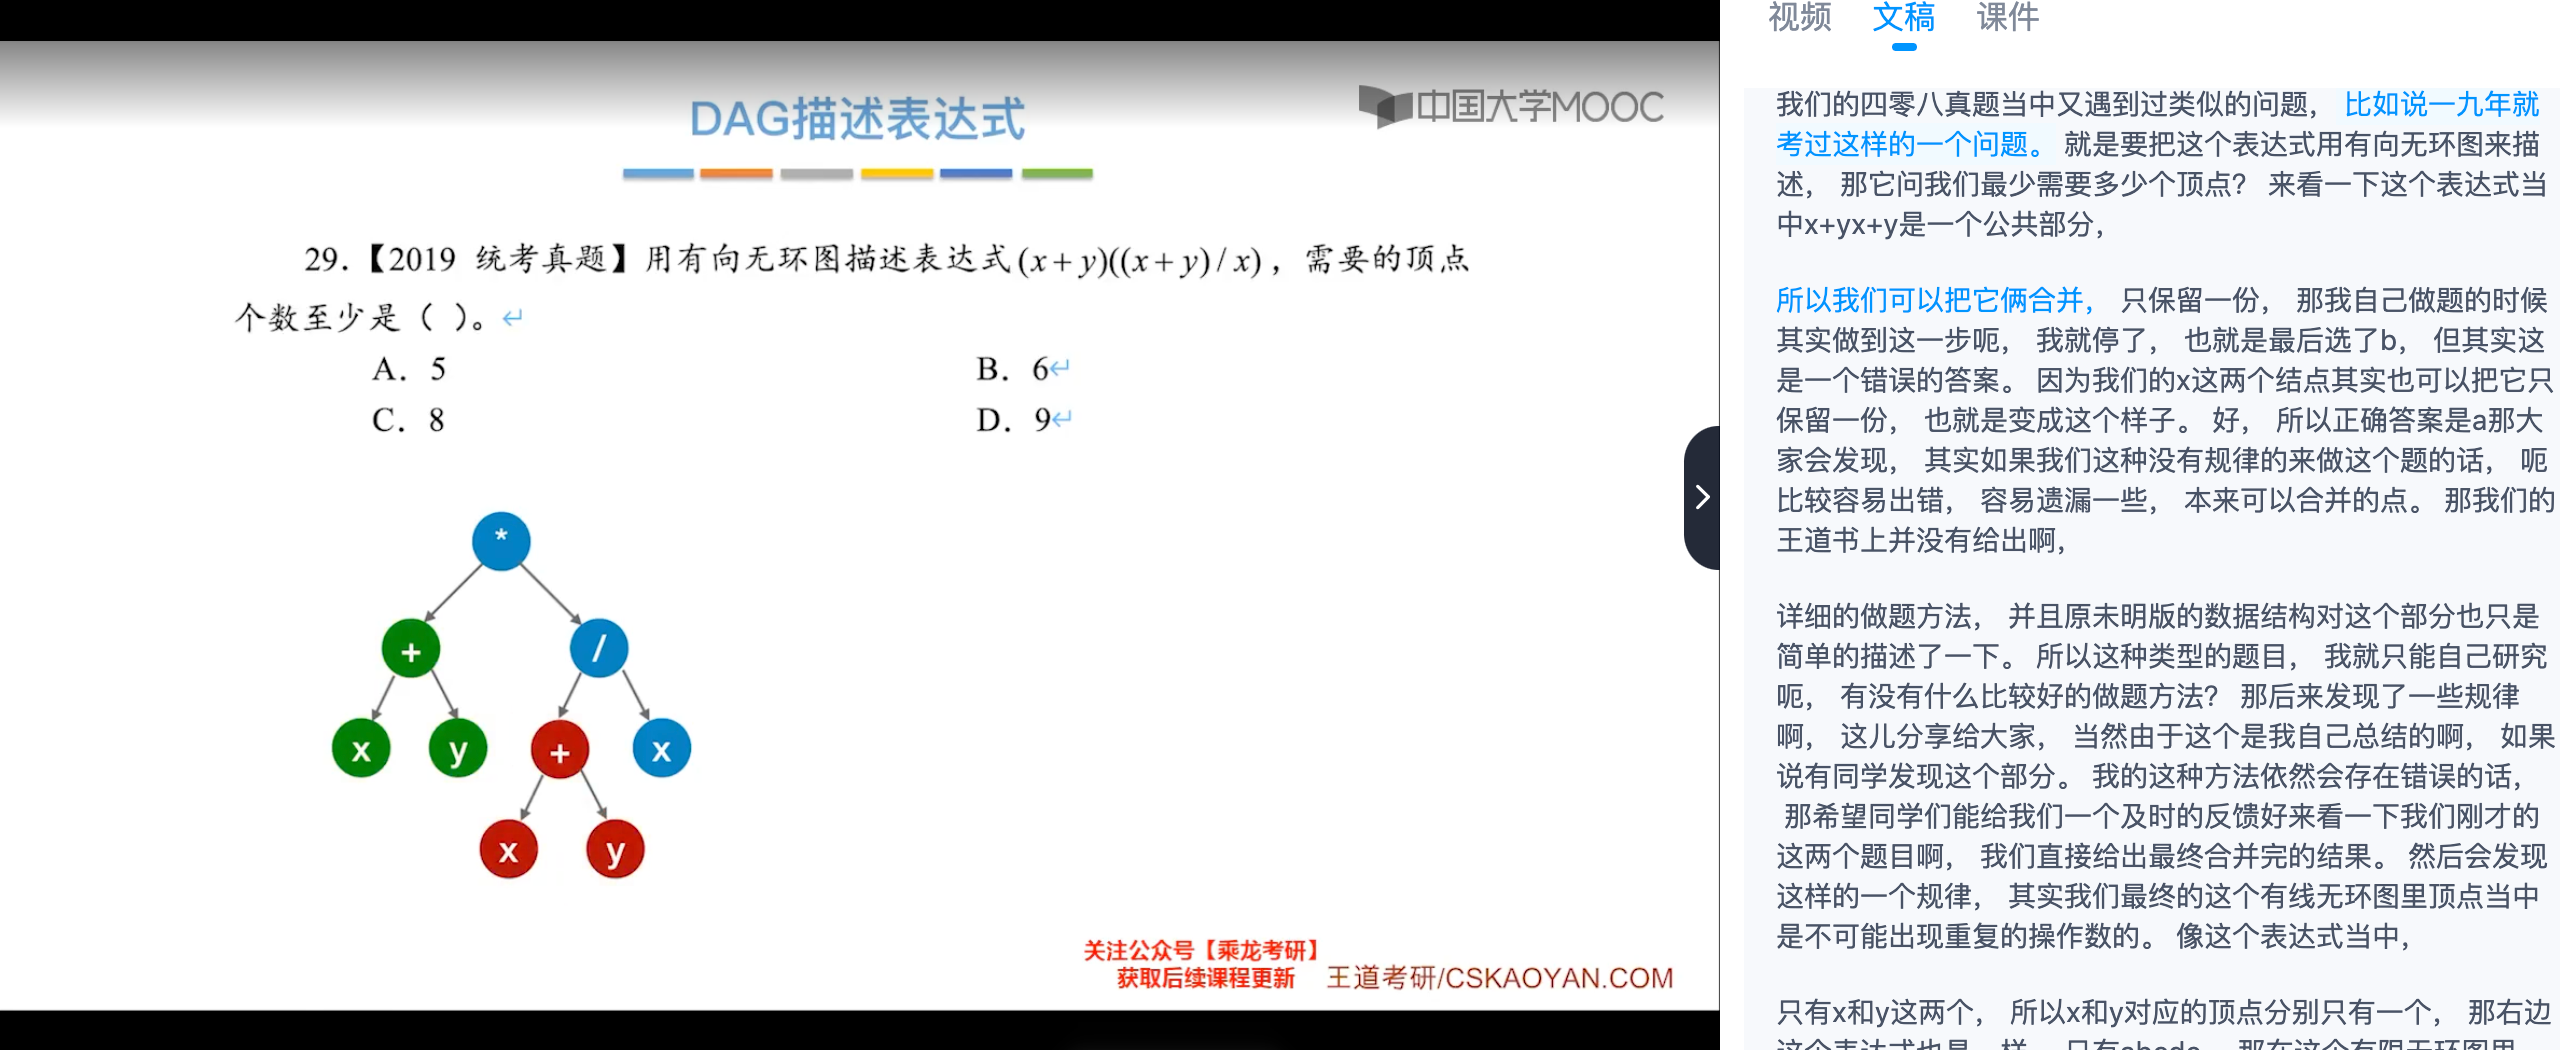 DAG描述表达式
中国大学MOOC
29.【2019 统考真题】用有向无环图描述表达式(x+y)((x+y)/x)，需要的顶点
个数至少是（ ）。↵
A. 5
B. 6↵
C. 8
D. 9↵
*
+
/
x
y
+
x
x
y
关注公众号【乘龙考研】
获取后续课程更新
王道考研/CSKAOYAN.COM
视频 文稿 课件
我们的四零八真题当中又遇到过类似的问题， 比如说一九年就
考过这样的一个问题。 就是要把这个表达式用有向无环图来描
述， 那它问我们最少需要多少个顶点? 来看一下这个表达式当
中x+yx+y是一个公共部分，
所以我们可以把它俩合并， 只保留一份， 那我自己做题的时候
其实做到这一步呃， 我就停了， 也就是最后选了b， 但其实这
是一个错误的答案。 因为我们的x这两个结点其实也可以把它只
保留一份， 也就是变成这个样子。 好， 所以正确答案是a那大
家会发现， 其实如果我们这种没有规律的来做这个题的话， 呃
比较容易出错， 容易遗漏一些， 本来可以合并的点。 那我们的
王道书上并没有给出啊，
详细的做题方法， 并且原未明版的数据结构对这个部分也只是
简单的描述了一下。 所以这种类型的题目， 我就只能自己研究
呃， 有没有什么比较好的做题方法? 那后来发现了一些规律
啊， 这儿分享给大家， 当然由于这个是我自己总结的啊， 如果
说有同学发现这个部分。 我的这种方法依然会存在错误的话，
那希望同学们能给我们一个及时的反馈好来看一下我们刚才的
这两个题目啊， 我们直接给出最终合并完的结果。 然后会发现
这样的一个规律， 其实我们最终的这个有线无环图里顶点当中
是不可能出现重复的操作数的。 像这个表达式当中，
只有x和y这两个， 所以x和y对应的顶点分别只有一个， 那右边